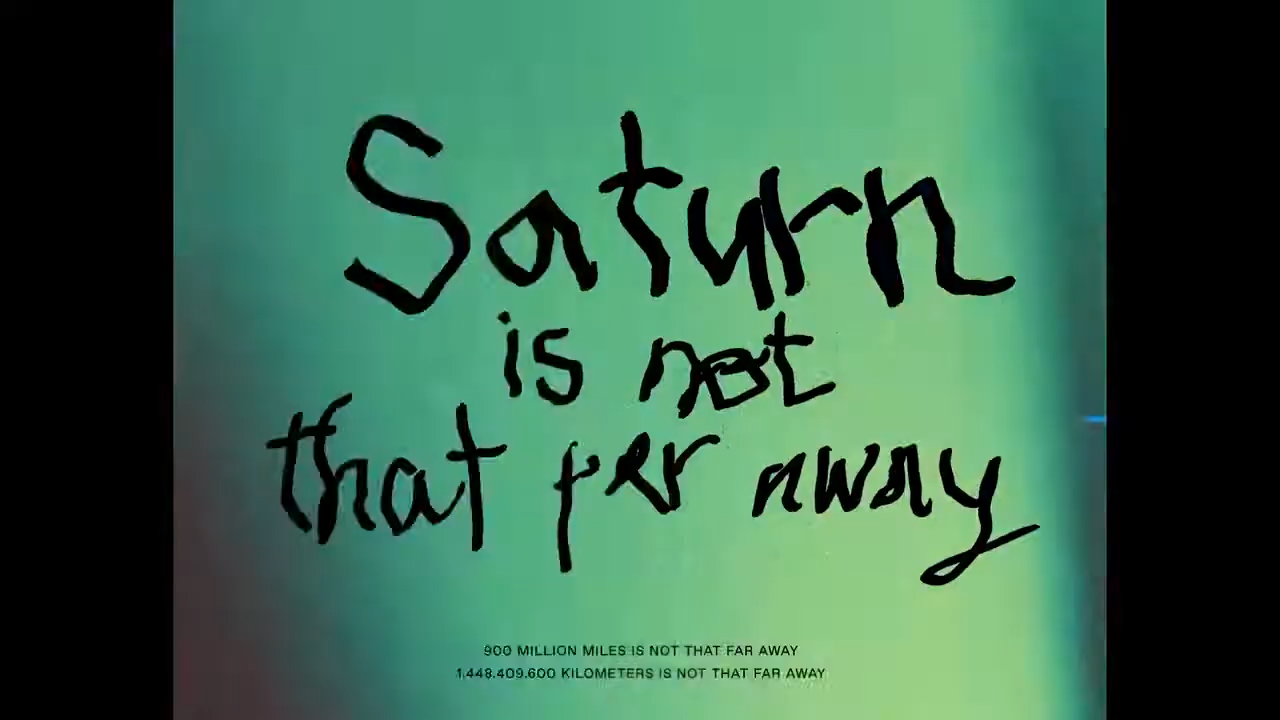 Saturn
is not
that far away
900 MILLION MILES IS NOT THAT FAR AWAY
1.448.409.600 KILOMETERS IS NOT THAT FAR AWAY